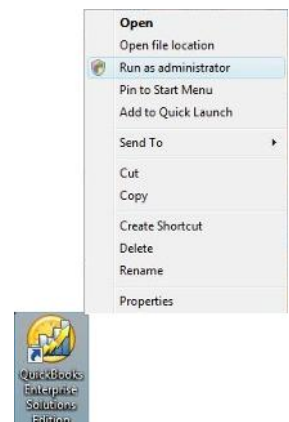 Open
Open file location
Run as administrator
Pin to Start Menu
Add to Quick Launch
Send To
Cut
Copy
Create Shortcut
Delete
Rename
Properties
QuickBooks
Enterprise
Solutions
Edition